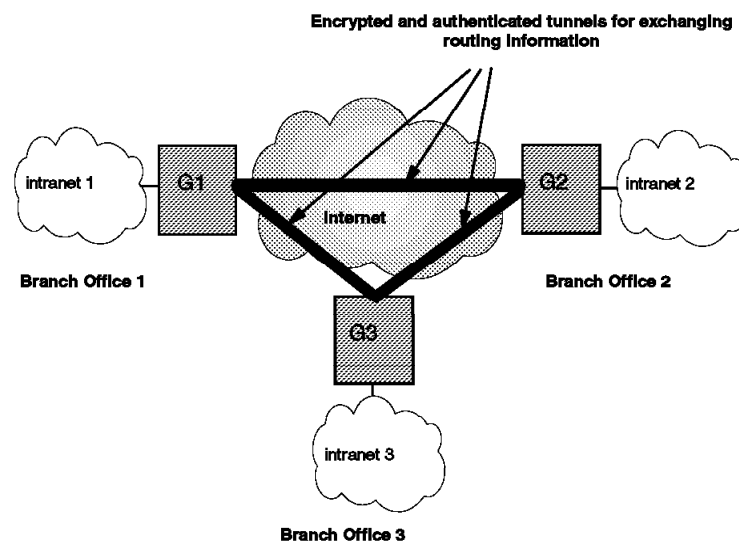 Encrypted and authenticated tunnels for exchanging
routing information
G1
G2
intranet 1
intranet 2
Internet
Branch Office 1
Branch Office 2
G3
intranet 3
Branch Office 3